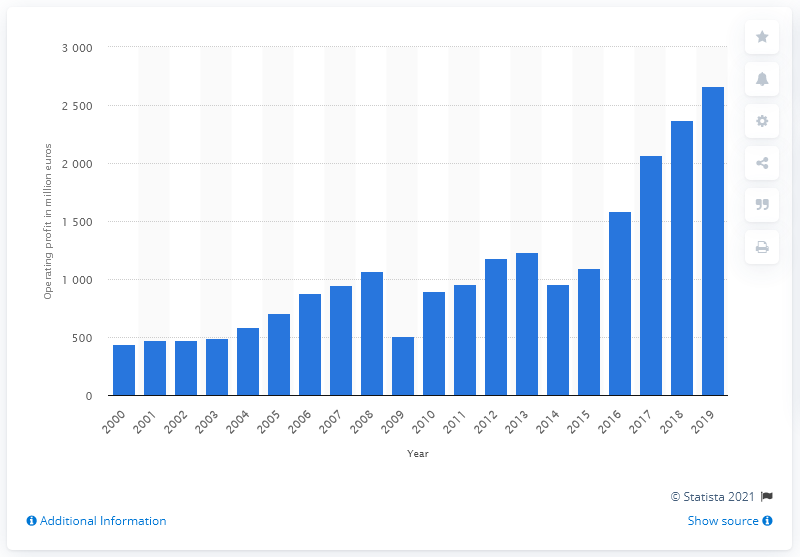 3 000
2 500
2 000
1 500
1 000
500
0
Operating profit in million euros
2000 2001 2002 2003 2004 2005 2006 2007 2008 2009 2010 2011 2012 2013 2014 2015 2016 2017 2018 2019
Year
© Statista 2021
Additional Information
Show source